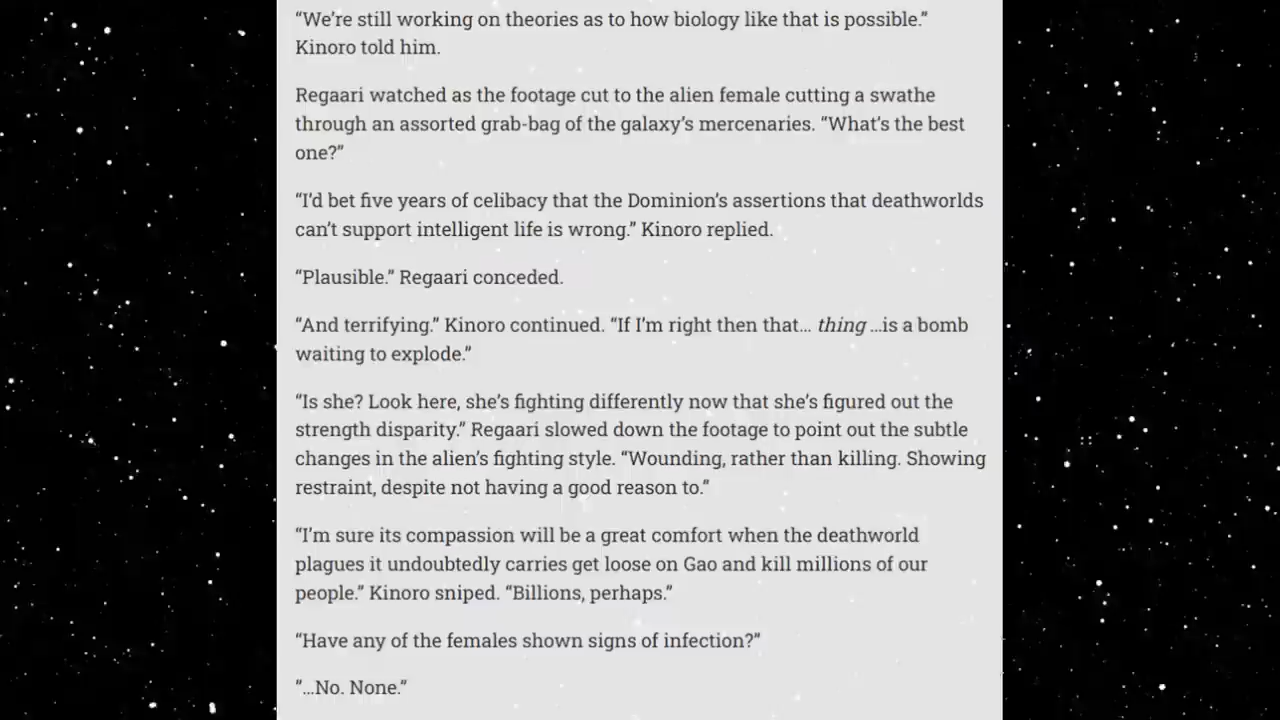 “We’re still working on theories as to how biology like that is possible.”
Kinoro told him.
Regaari watched as the footage cut to the alien female cutting a swathe
through an assorted grab-bag of the galaxy’s mercenaries. “What’s the best
one?”
“I’d bet five years of celibacy that the Dominion’s assertions that deathworlds
can’t support intelligent life is wrong.” Kinoro replied.
“Plausible.” Regaari conceded.
“And terrifying.” Kinoro continued. “If I’m right then that... thing ...is a bomb
waiting to explode.”
“Is she? Look here, she’s fighting differently now that she’s figured out the
strength disparity.” Regaari slowed down the footage to point out the subtle
changes in the alien’s fighting style. “Wounding, rather than killing. Showing
restraint, despite not having a good reason to.”
“I’m sure its compassion will be a great comfort when the deathworld
plagues it undoubtedly carries get loose on Gao and kill millions of our
people.” Kinoro sniped. “Billions, perhaps.”
“Have any of the females shown signs of infection?”
“...No. None.”